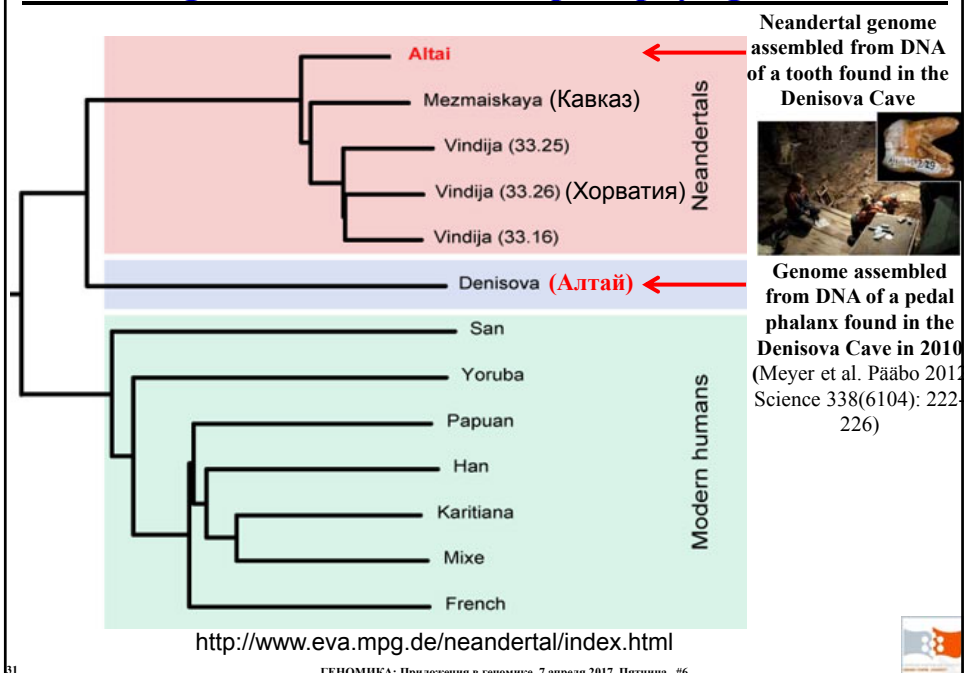 Neandertal genome
assembled from DNA
of a tooth found in the
Denisova Cave
Altai
Mezmaiskaya (Кавказ)
Vindija (33.25)
Vindija (33.26) (Хорватия)
Vindija (33.16)
Neandertals
Denisova (Алтай)
Genome assembled
from DNA of a pedal
phalanx found in the
Denisova Cave in 2010
(Meyer et al. Pääbo 2012
Science 338(6104): 222-
226)
San
Yoruba
Papuan
Han
Karitiana
Mixe
French
Modern humans
http://www.eva.mpg.de/neandertal/index.html
31
ГЕНОМИКА: Приложения в геномике, 7 апреля 2017, Пятница, #6